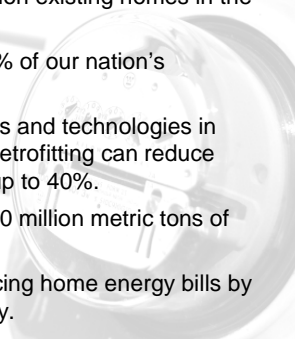 existing homes in the
% of our nation's
s and technologies in
etrofitting can reduce
up to 40%.
0 million metric tons of
cing home energy bills by
y.